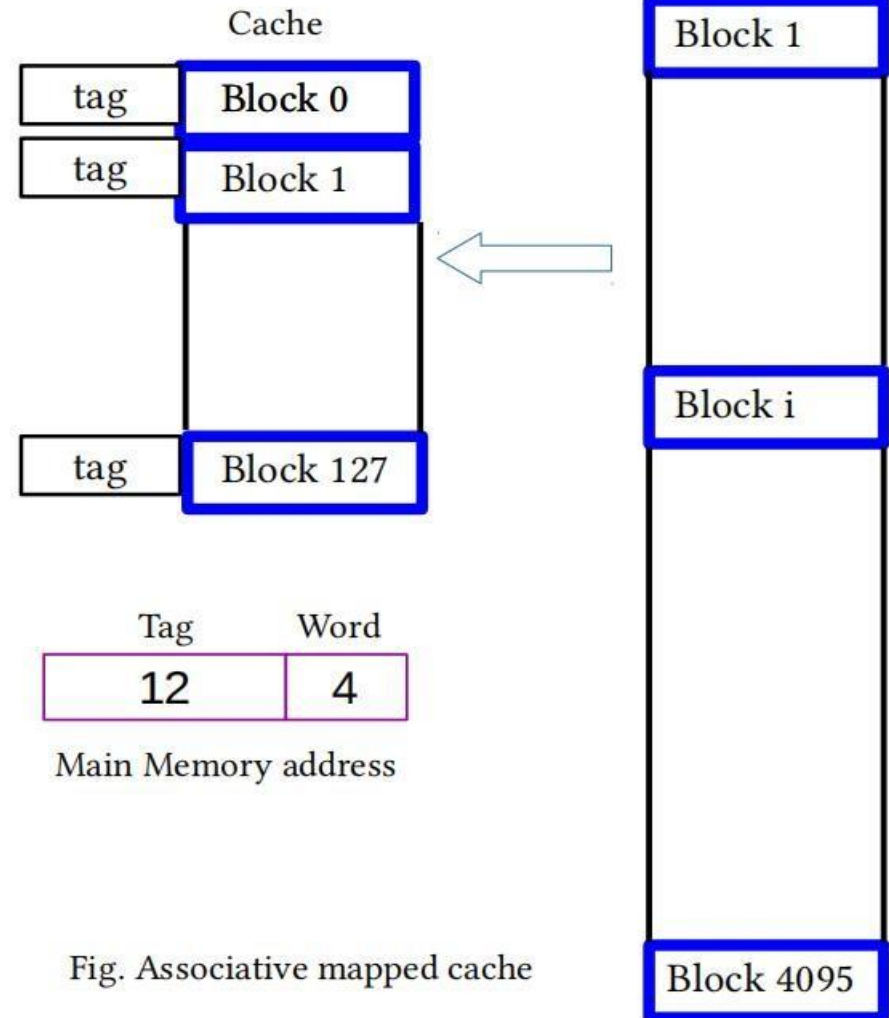 Cache
tag Block 0
tag Block 1
tag Block 127
Tag Word
12 4
Main Memory address
Fig. Associative mapped cache
Block 1
Block i
Block 4095